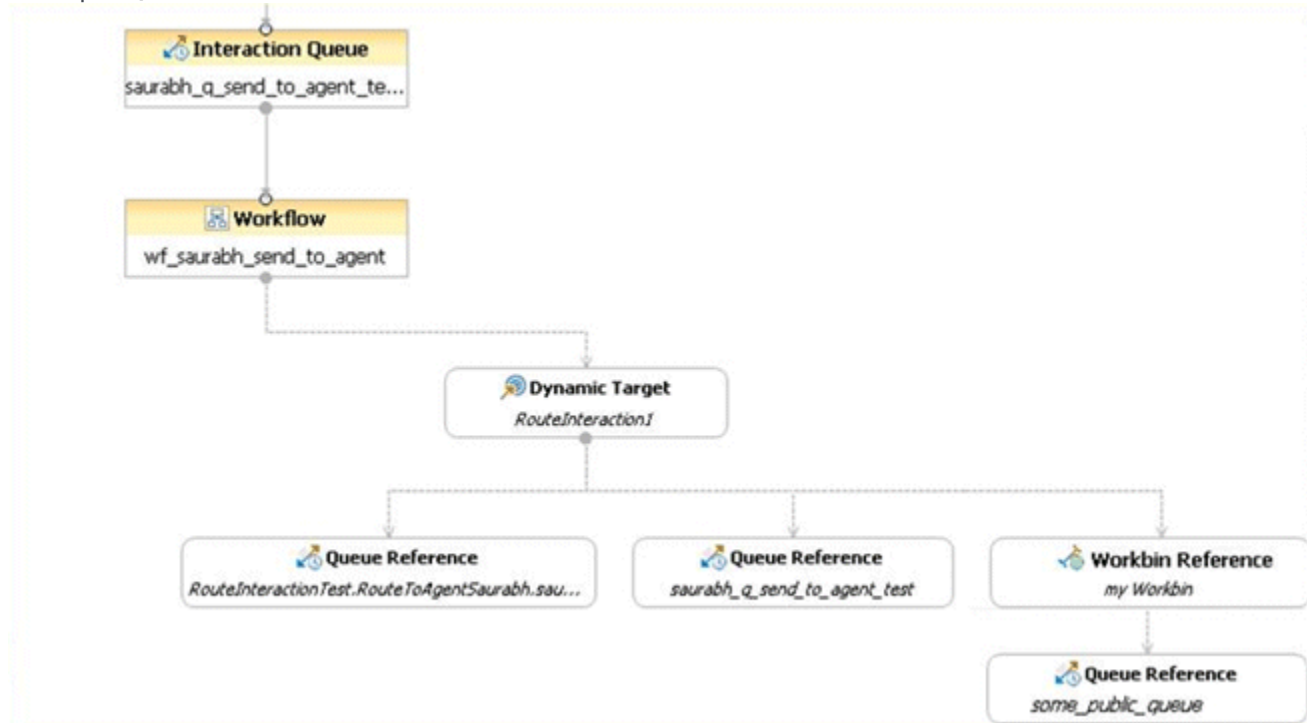 Interaction Queue
saurabh_q_send_to_agent_te...
Workflow
wf_saurabh_send_to_agent
Dynamic Target
RouteInteraction1
Queue Reference
RouteInteractionTest.RouteToAgentSaurabh.sau...
Queue Reference
saurabh_q_send_to_agent_test
Workbin Reference
my Workbin
Queue Reference
some_public_queue